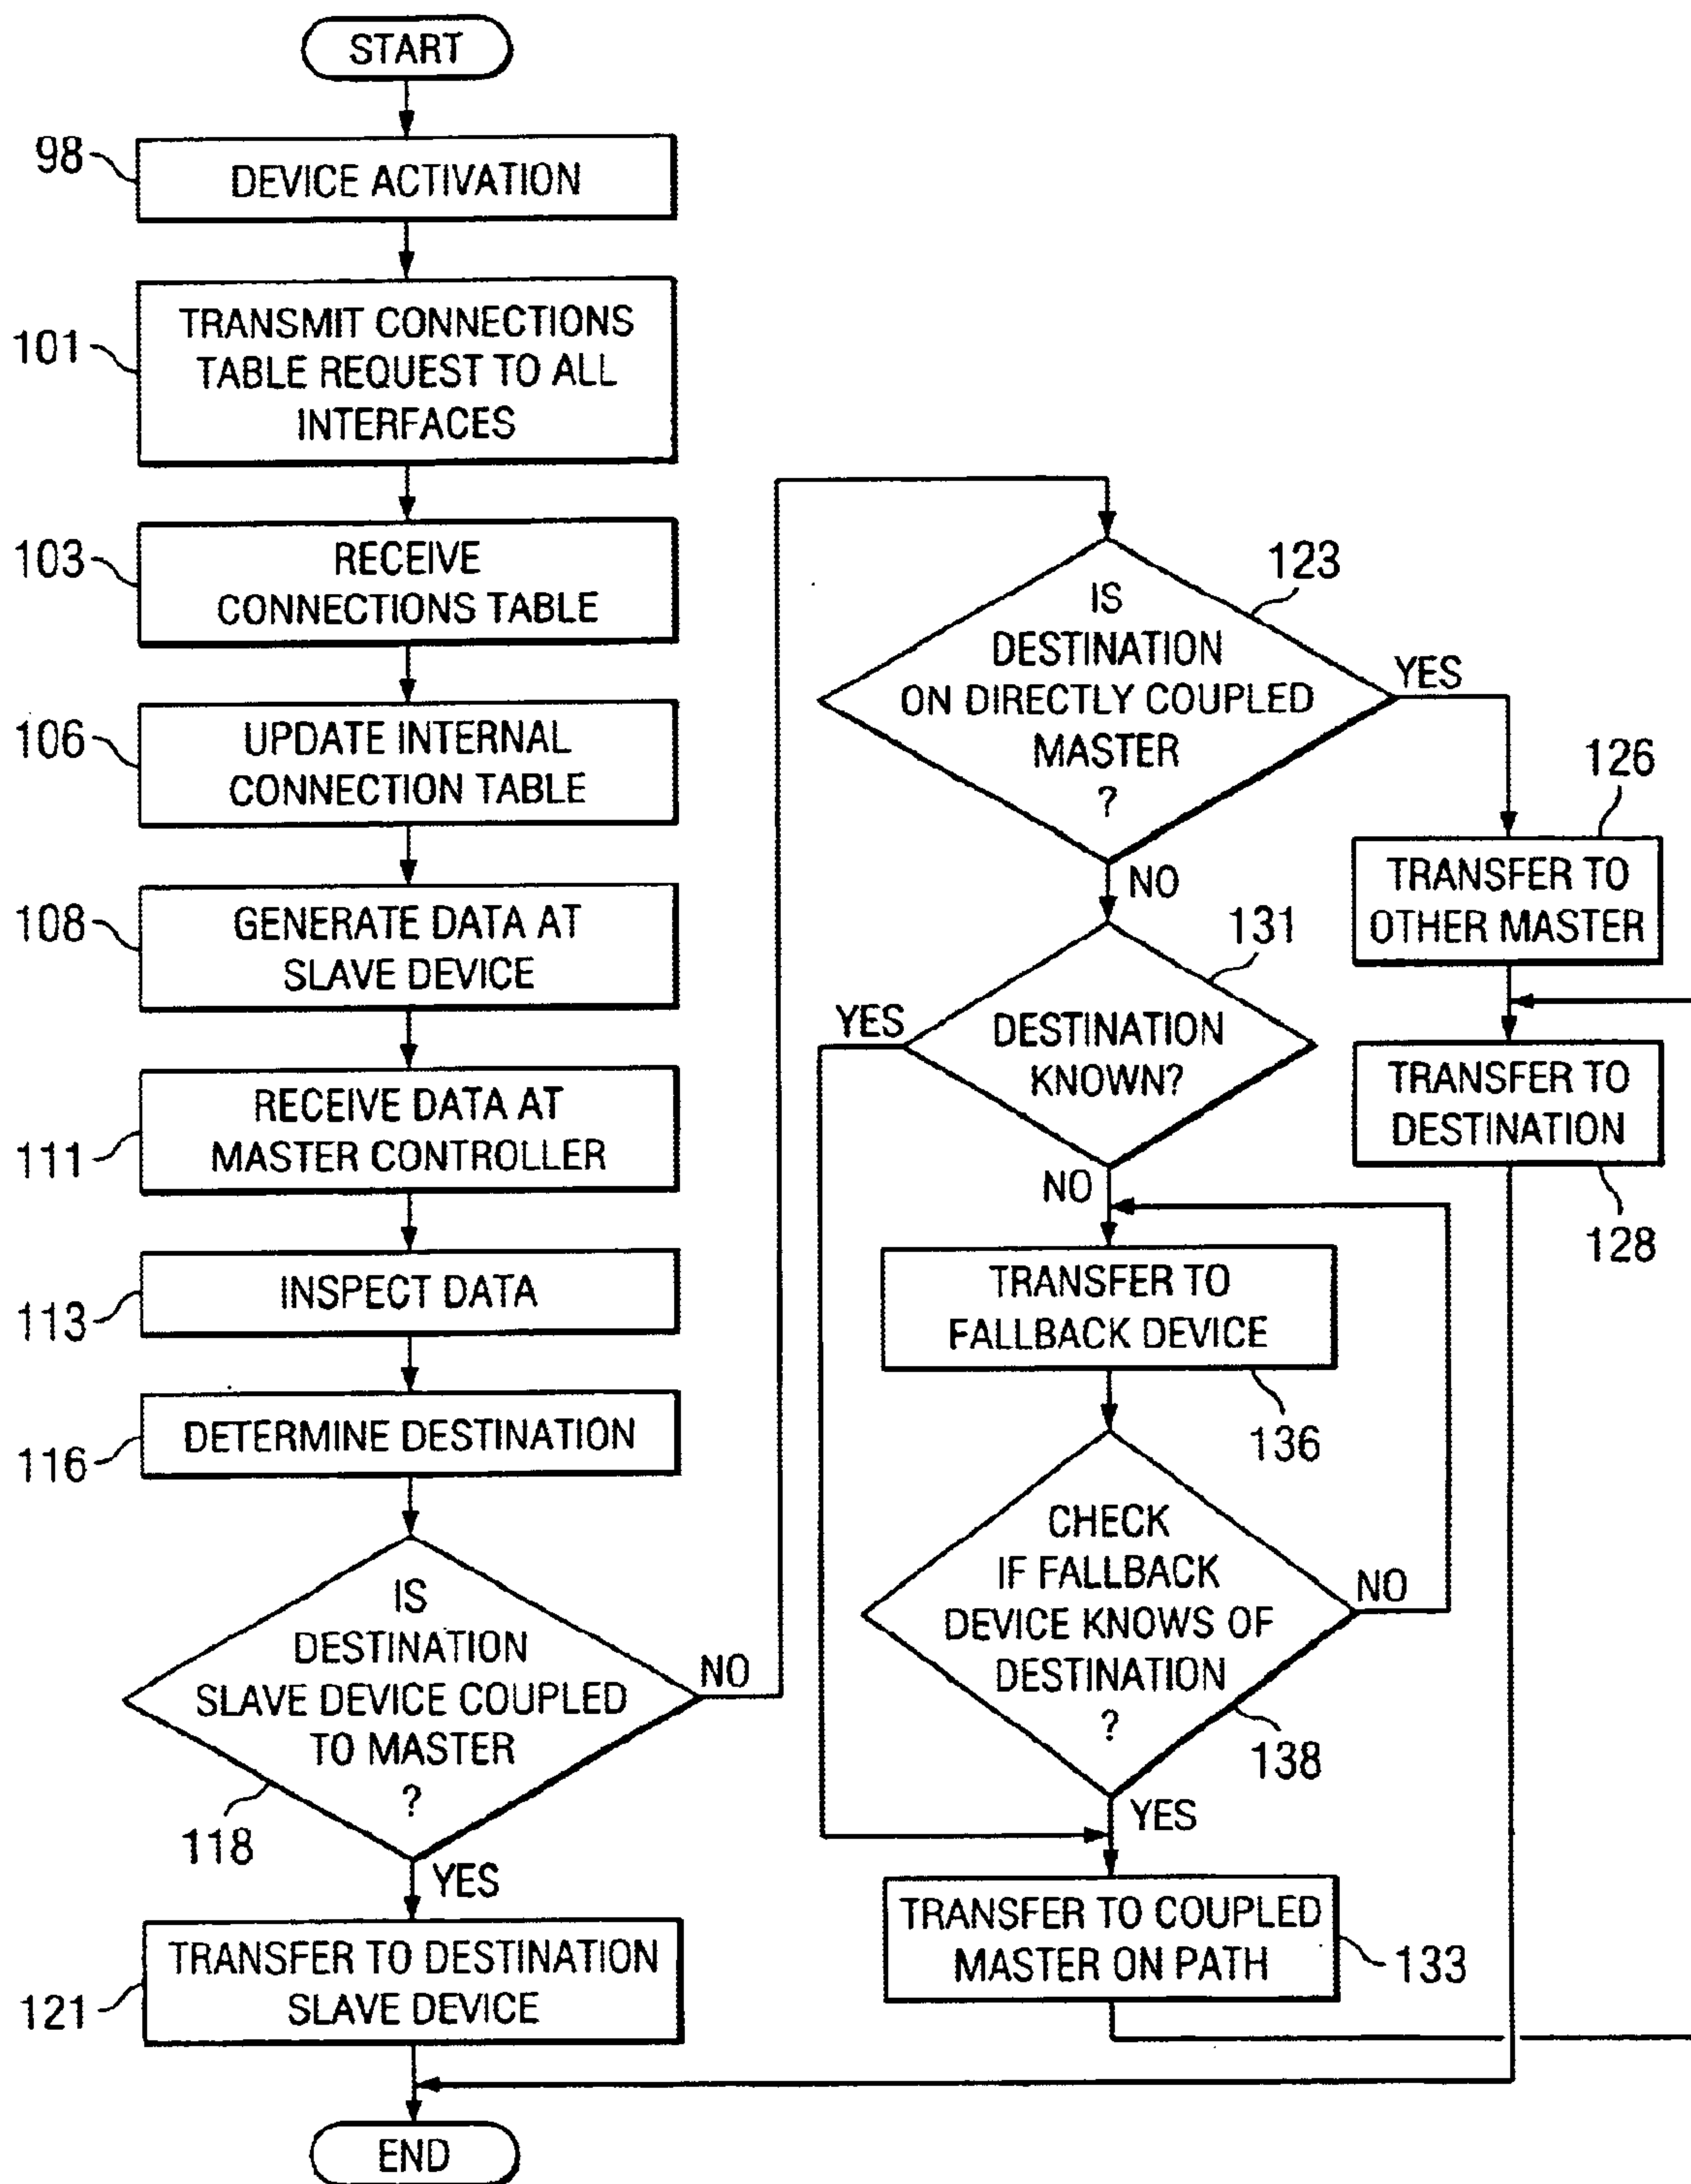 START
98
DEVICE ACTIVATION
101
TRANSMIT CONNECTIONS
TABLE REQUEST TO ALL
INTERFACES
103
RECEIVE
CONNECTIONS TABLE
106
UPDATE INTERNAL
CONNECTION TABLE
108
GENERATE DATA AT
SLAVE DEVICE
111
RECEIVE DATA AT
MASTER CONTROLLER
113
INSPECT DATA
116
DETERMINE DESTINATION
IS
DESTINATION
SLAVE DEVICE COUPLED
TO MASTER
?
118
NO
YES
121
TRANSFER TO DESTINATION
SLAVE DEVICE
END
123
IS
DESTINATION
ON DIRECTLY COUPLED
MASTER
?
YES
NO
126
TRANSFER TO
OTHER MASTER
TRANSFER TO
DESTINATION
128
131
DESTINATION
KNOWN?
YES
NO
TRANSFER TO
FALLBACK DEVICE
136
CHECK
IF FALLBACK
DEVICE KNOWS OF
DESTINATION
?
NO
138
YES
TRANSFER TO COUPLED
MASTER ON PATH
133